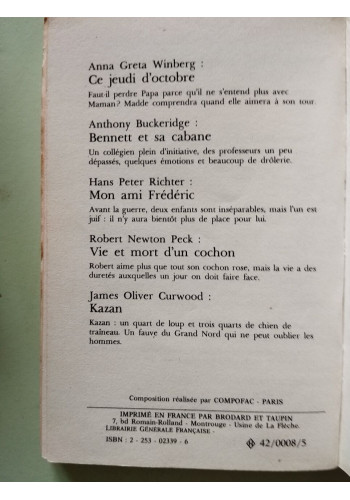 Anna Greta Winberg :
Ce jeudi d'octobre
Faut-il perdre Papa parce qu'il ne s'entend plus avec
Maman? Madde comprendra quand elle aimera à son tour.
Anthony Buckeridge :
Bennett et sa cabane
Un collégien plein d'initiative, des professeurs un peu
dépassés, quelques émotions et beaucoup de drôlerie.
Hans Peter Richter :
Mon ami Frédéric
Avant la guerre, deux enfants sont inséparables, mais l'un est
juif : il n'y aura bientôt plus de place pour lui.
Robert Newton Peck :
Vie et mort d'un cochon
Robert aime plus que tout son cochon rose, mais la vie a des
duretés auxquelles un jour on doit faire face.
James Oliver Curwood :
Kazan
Kazan : un quart de loup et trois quarts de chien de
traîneau. Un fauve du Grand Nord qui ne peut oublier les
hommes.
Composition réalisée par COMPOFAC - PARIS
IMPRIMÉ EN FRANCE PAR BRODARD ET TAUPIN
7, bd Romain-Rolland - Montrouge - Usine de La Flèche.
LIBRAIRIE GÉNÉRALE FRANÇAISE -
ISBN : 2 - 253 - 02339 - 6
42/0008/5